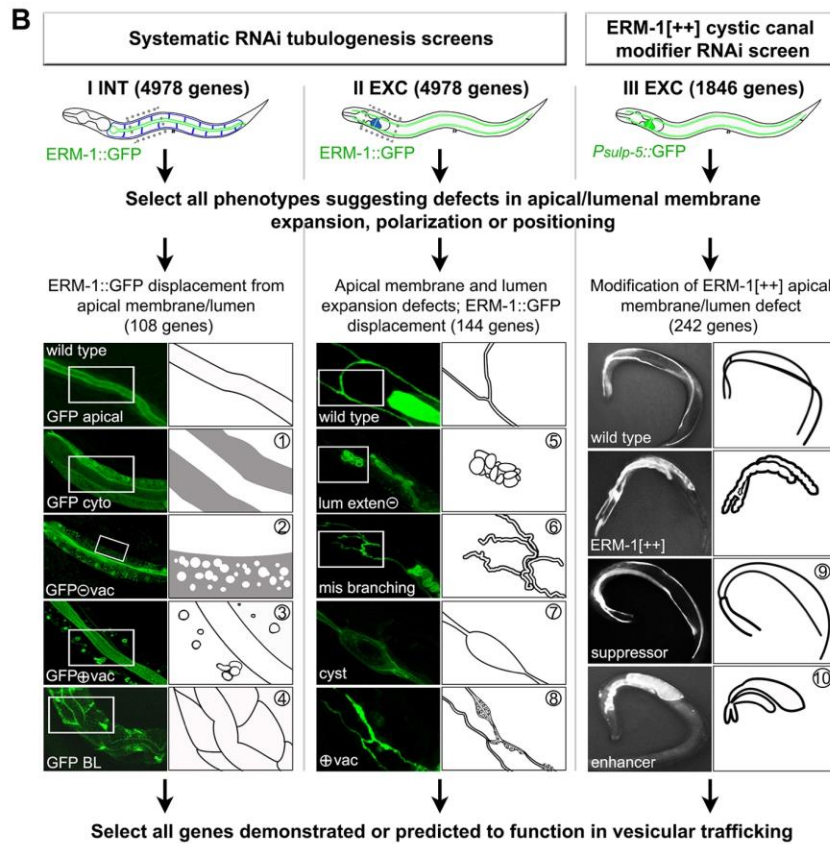 B
Systematic RNAi tubulogenesis screens
ERM-1[++] cystic canal
modifier RNAi screen
I INT (4978 genes)
II EXC (4978 genes)
III EXC (1846 genes)
ERM-1::GFP
ERM-1::GFP
Psulp-5::GFP
Select all phenotypes suggesting defects in apical/lumenal membrane
expansion, polarization or positioning
ERM-1::GFP displacement from
apical membrane/lumen
(108 genes)
Apical membrane and lumen
expansion defects; ERM-1::GFP
displacement (144 genes)
Modification of ERM-1[++] apical
membrane/lumen defect
(242 genes)
wild type
GFP apical
GFP cyto
①
GFP⊖vac
②
GFP⊕vac
③
GFP BL
④
wild type
lum exten⊖
⑤
mis branching
⑥
cyst
⑦
⊕vac
⑧
wild type
ERM-1[++]
suppressor
⑨
enhancer
⑩
Select all genes demonstrated or predicted to function in vesicular trafficking